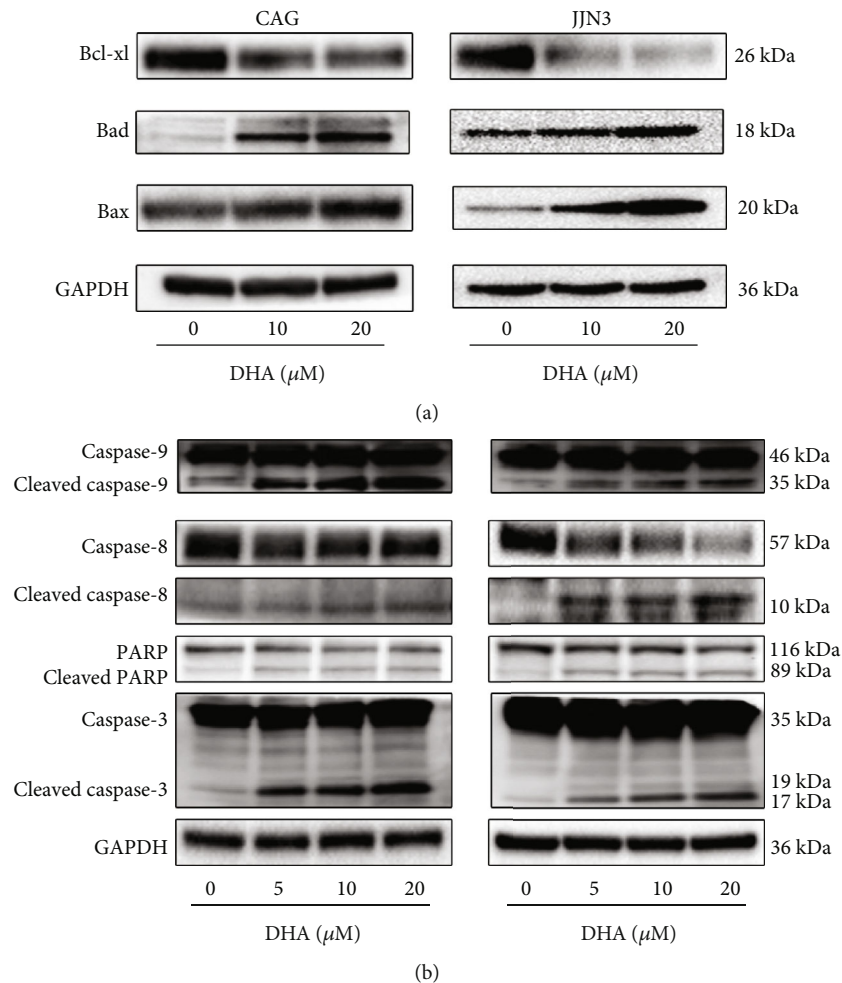 CAG JJN3
Bcl-xl 26 kDa
Bad 18 kDa
Bax 20 kDa
GAPDH 36 kDa
0 10 20 0 10 20
DHA (μM) DHA (μM)
(a)
Caspase-9 46 kDa
Cleaved caspase-9 35 kDa
Caspase-8 57 kDa
Cleaved caspase-8 10 kDa
PARP 116 kDa
Cleaved PARP 89 kDa
Caspase-3 35 kDa
19 kDa
Cleaved caspase-3 17 kDa
GAPDH 36 kDa
0 5 10 20 0 5 10 20
DHA (μM) DHA (μM)
(b)